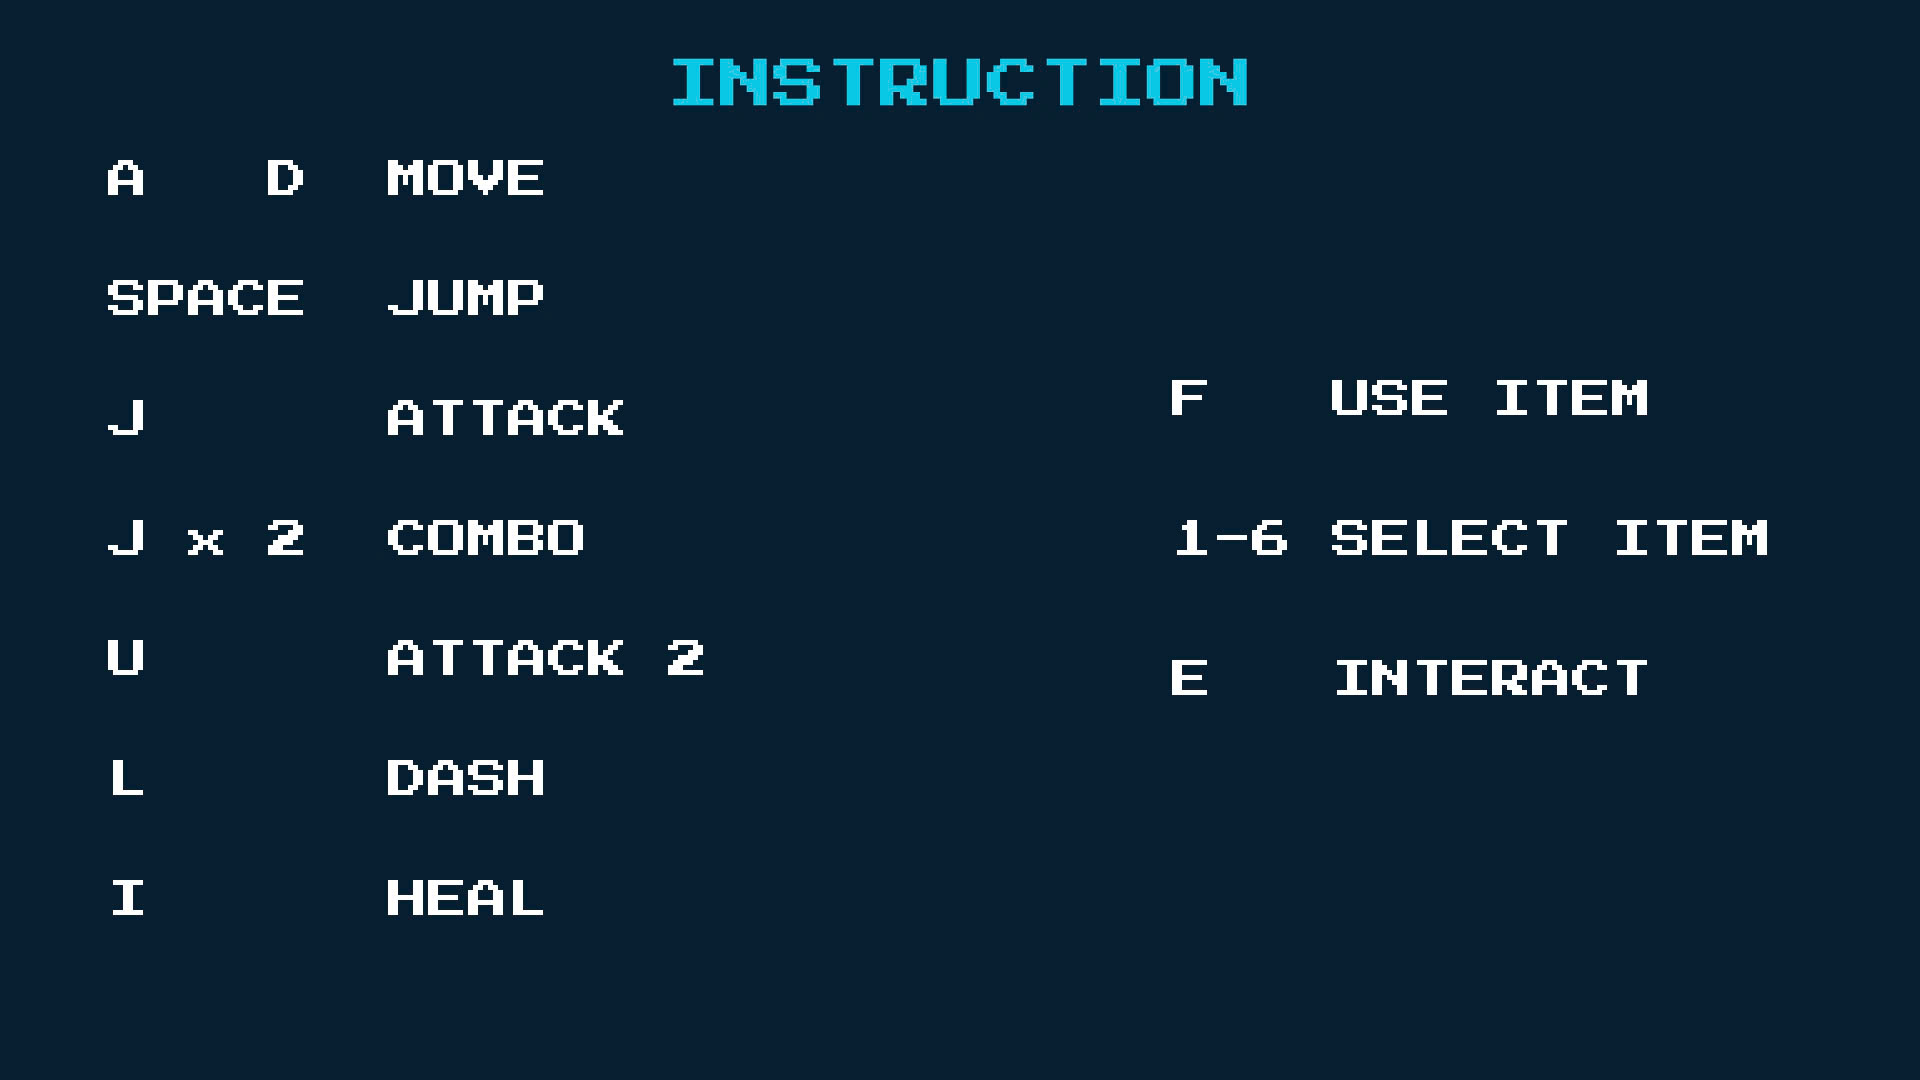 INSTRUCTION
A D MOVE
SPACE JUMP
J ATTACK
J x 2 COMBO
U ATTACK 2
L DASH
I HEAL
F USE ITEM
1-6 SELECT ITEM
E INTERACT